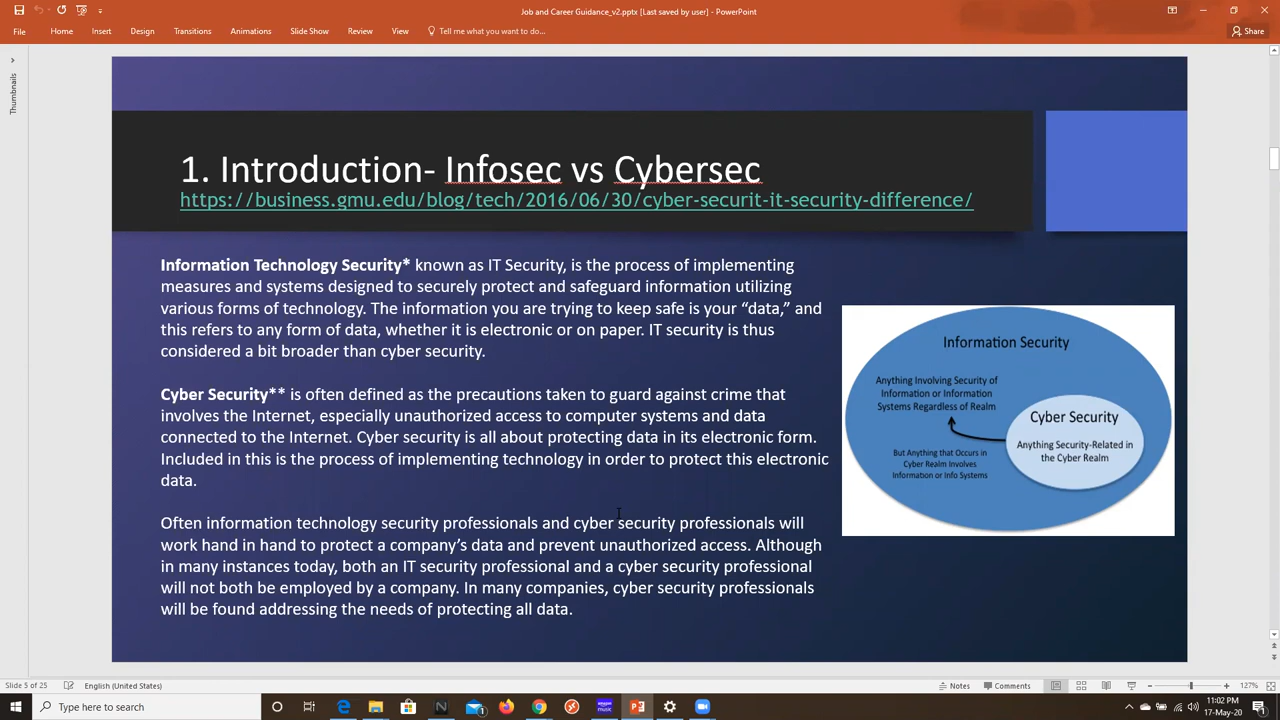 Job and Career Guidance_v2.pptx [Last saved by user] - PowerPoint
File Home Insert Design Transitions Animations Slide Show Review View Tell me what you want to do... Share
Thumbnails
1. Introduction- Infosec vs Cybersec
https://business.gmu.edu/blog/tech/2016/06/30/cyber-securit-it-security-difference/
Information Technology Security* known as IT Security, is the process of implementing
measures and systems designed to securely protect and safeguard information utilizing
various forms of technology. The information you are trying to keep safe is your “data,” and
this refers to any form of data, whether it is electronic or on paper. IT security is thus
considered a bit broader than cyber security.
Cyber Security** is often defined as the precautions taken to guard against crime that
involves the Internet, especially unauthorized access to computer systems and data
connected to the Internet. Cyber security is all about protecting data in its electronic form.
Included in this is the process of implementing technology in order to protect this electronic
data.
Often information technology security professionals and cyber security professionals will
work hand in hand to protect a company’s data and prevent unauthorized access. Although
in many instances today, both an IT security professional and a cyber security professional
will not both be employed by a company. In many companies, cyber security professionals
will be found addressing the needs of protecting all data.
Information Security
Anything Involving Security of
Information or Information
Systems Regardless of Realm
But Anything that Occurs in
Cyber Realm Involves
Information or Info Systems
Cyber Security
Anything Security-Related in
the Cyber Realm
Slide 5 of 25 English (United States) Notes Comments 127%
Type here to search
amazon
music
11:02 PM
17-May-20